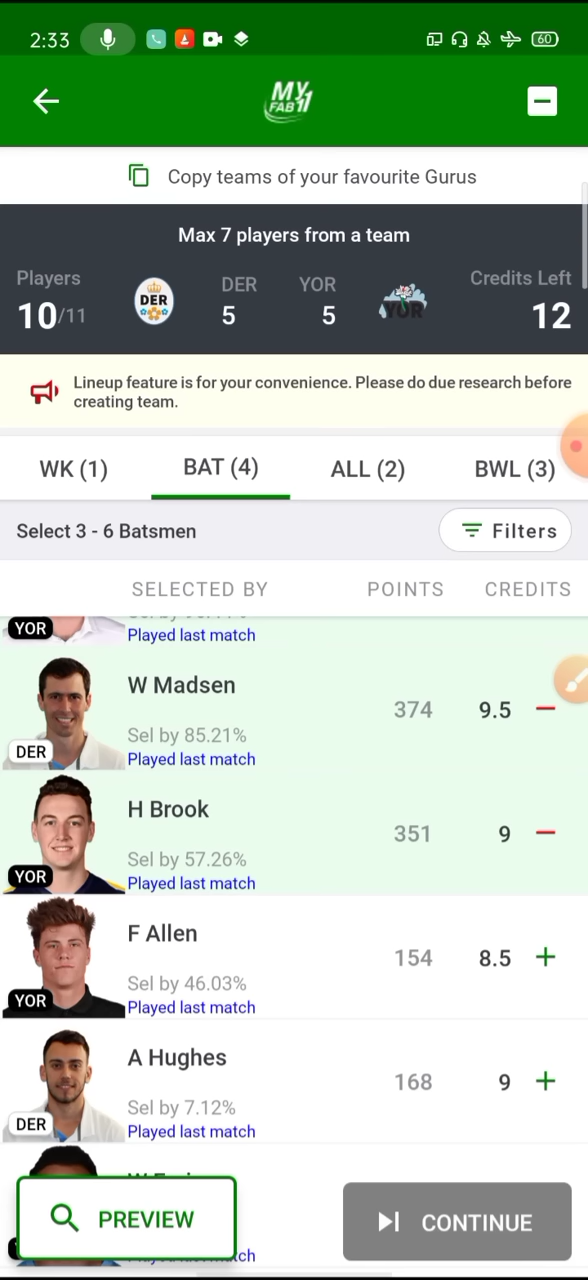 2:33
60
MY
FAB11
Copy teams of your favourite Gurus
Max 7 players from a team
Players
DER
YOR
Credits Left
10/11
DER
5
5
YOR
12
Lineup feature is for your convenience. Please do due research before
creating team.
WK (1)
BAT (4)
ALL (2)
BWL (3)
Select 3 - 6 Batsmen
Filters
SELECTED BY
POINTS
CREDITS
YOR
Played last match
W Madsen
374
9.5
Sel by 85.21%
DER
Played last match
H Brook
351
9
Sel by 57.26%
YOR
Played last match
F Allen
154
8.5
Sel by 46.03%
YOR
Played last match
A Hughes
168
9
Sel by 7.12%
DER
Played last match
PREVIEW
CONTINUE